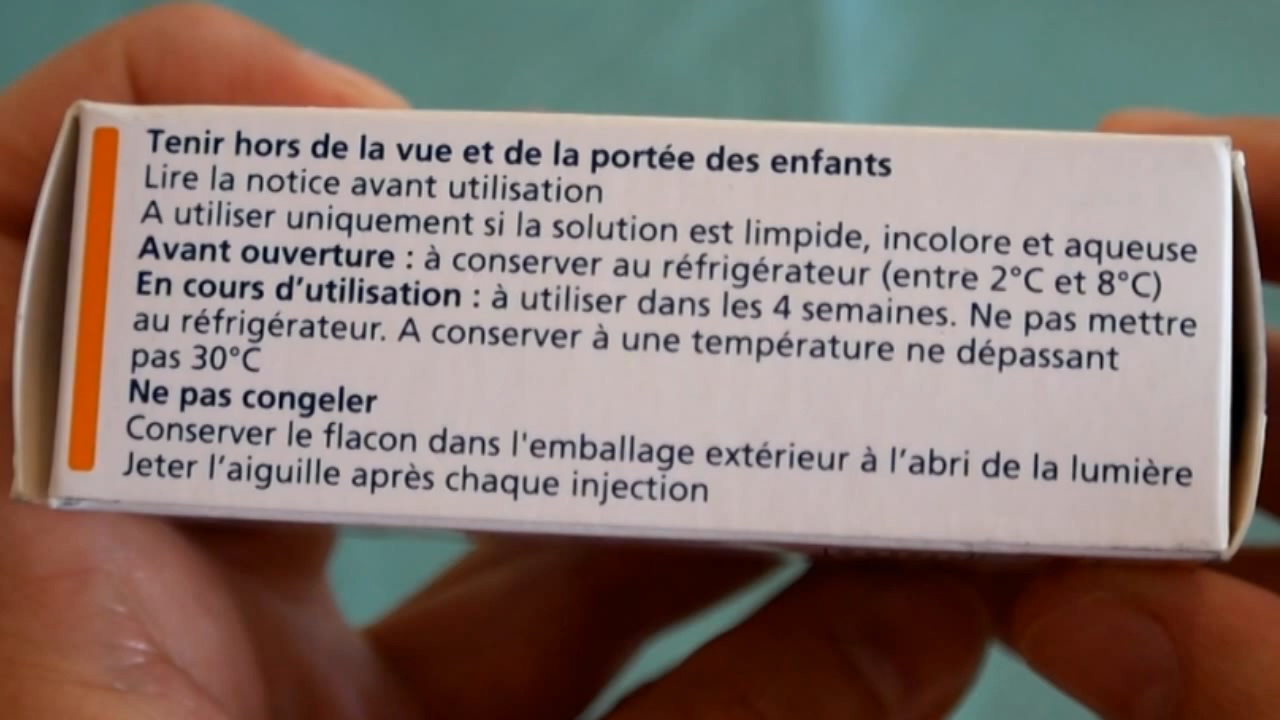 Tenir hors de la vue et de la portée des enfants
Lire la notice avant utilisation
A utiliser uniquement si la solution est limpide, incolore et aqueuse
Avant ouverture : à conserver au réfrigérateur (entre 2°C et 8°C)
En cours d’utilisation : à utiliser dans les 4 semaines. Ne pas mettre
au réfrigérateur. A conserver à une température ne dépassant
pas 30°C
Ne pas congeler
Conserver le flacon dans l'emballage extérieur à l’abri de la lumière
Jeter l’aiguille après chaque injection